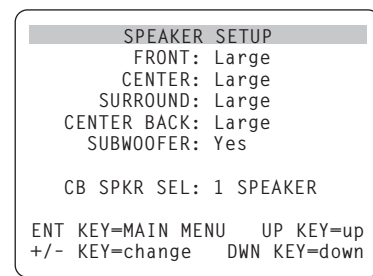 SPEAKER SETUP
FRONT: Large
CENTER: Large
SURROUND: Large
CENTER BACK: Large
SUBWOOFER: Yes
CB SPKR SEL: 1 SPEAKER
ENT KEY=MAIN MENU UP KEY=up
+/- KEY=change DWN KEY=down